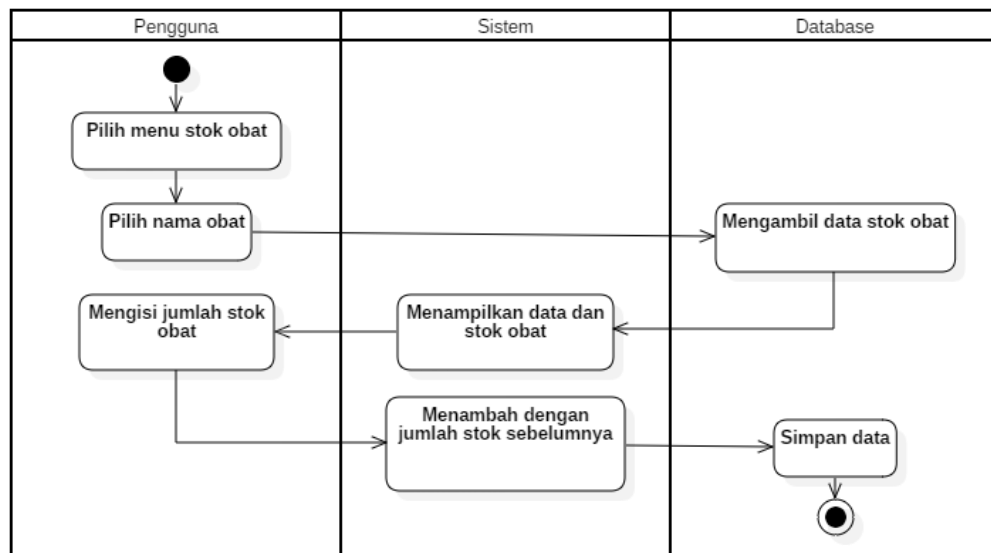 Pengguna
Sistem
Database
Pilih menu stok obat
Pilih nama obat
Mengambil data stok obat
Mengisi jumlah stok
obat
Menampilkan data dan
stok obat
Menambah dengan
jumlah stok sebelumnya
Simpan data